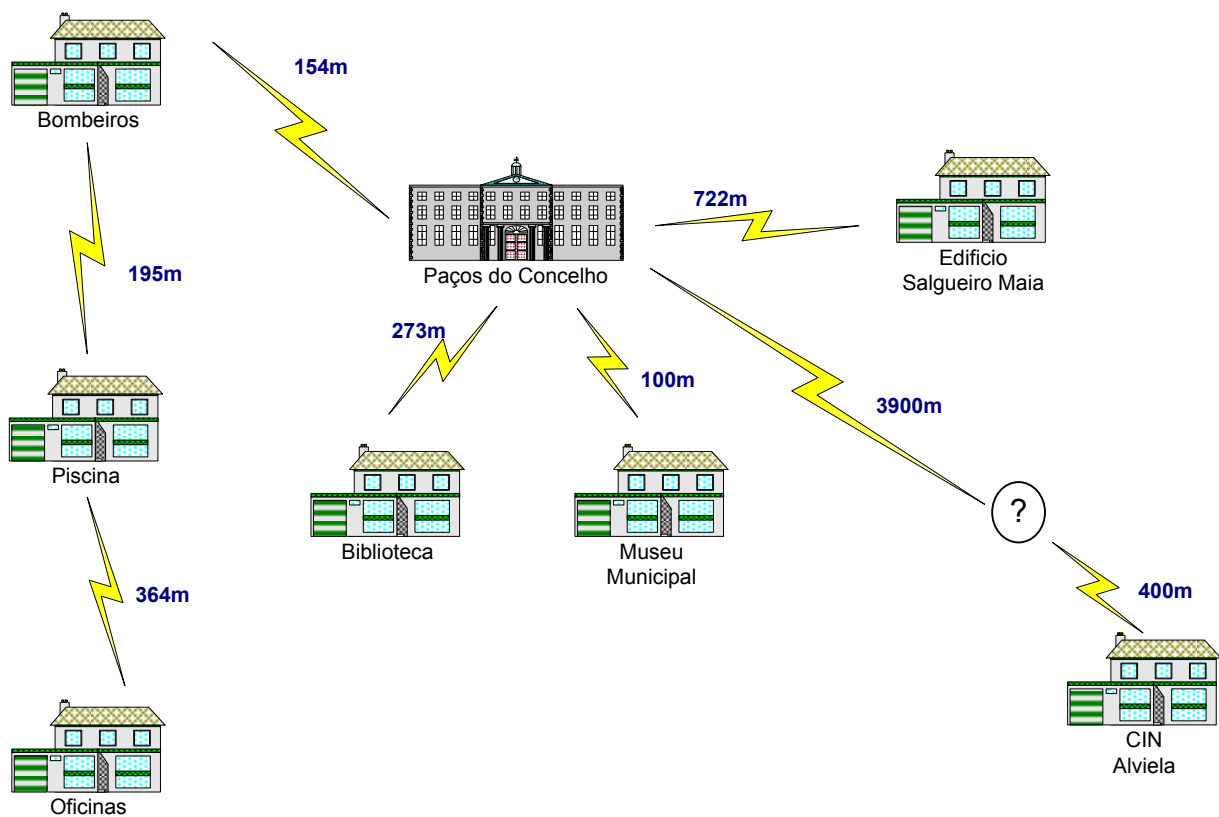 154m
Bombeiros
722m
Paços do Concelho
Edificio
Salgueiro Maia
195m
273m
100m
3900m
Piscina
?
Biblioteca
Museu
Municipal
364m
400m
CIN
Alviela
Oficinas